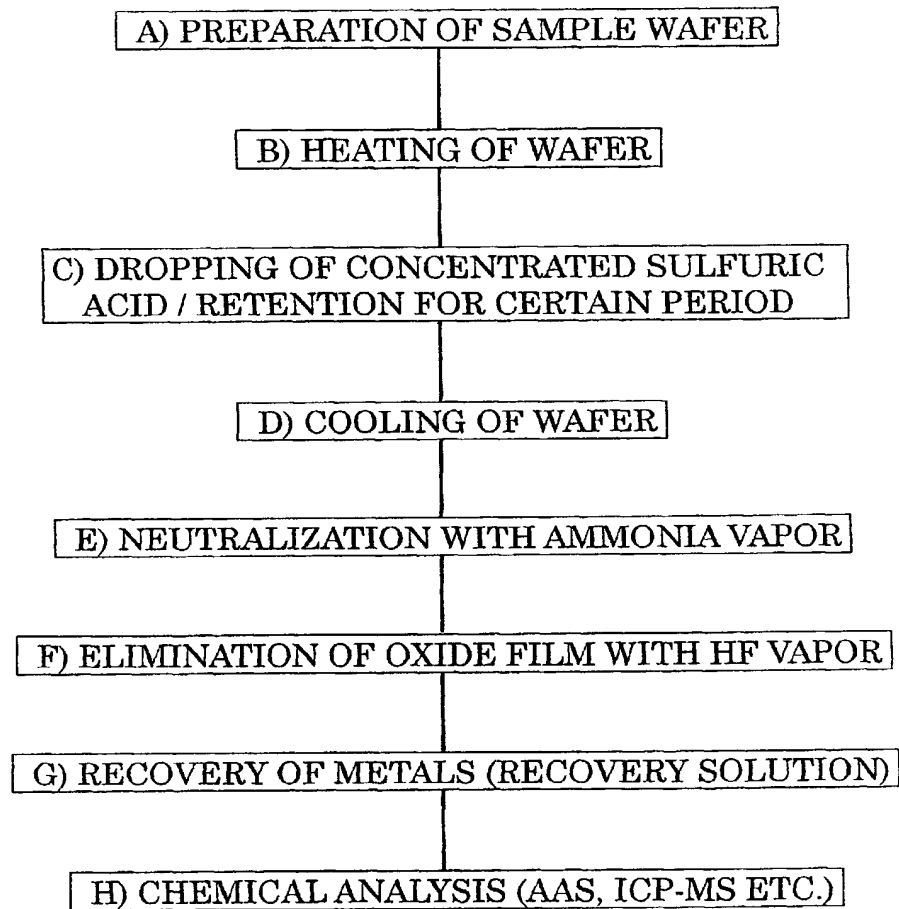 A) PREPARATION OF SAMPLE WAFER
B) HEATING OF WAFER
C) DROPPING OF CONCENTRATED SULFURIC
ACID / RETENTION FOR CERTAIN PERIOD
D) COOLING OF WAFER
E) NEUTRALIZATION WITH AMMONIA VAPOR
F) ELIMINATION OF OXIDE FILM WITH HF VAPOR
G) RECOVERY OF METALS (RECOVERY SOLUTION)
H) CHEMICAL ANALYSIS (AAS, ICP-MS ETC.)